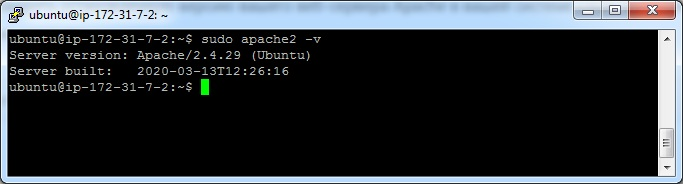 ubuntu@ip-172-31-7-2: ~
ubuntu@ip-172-31-7-2:~$ sudo apache2 -v
Server version: Apache/2.4.29 (Ubuntu)
Server built:   2020-03-13T12:26:16
ubuntu@ip-172-31-7-2:~$